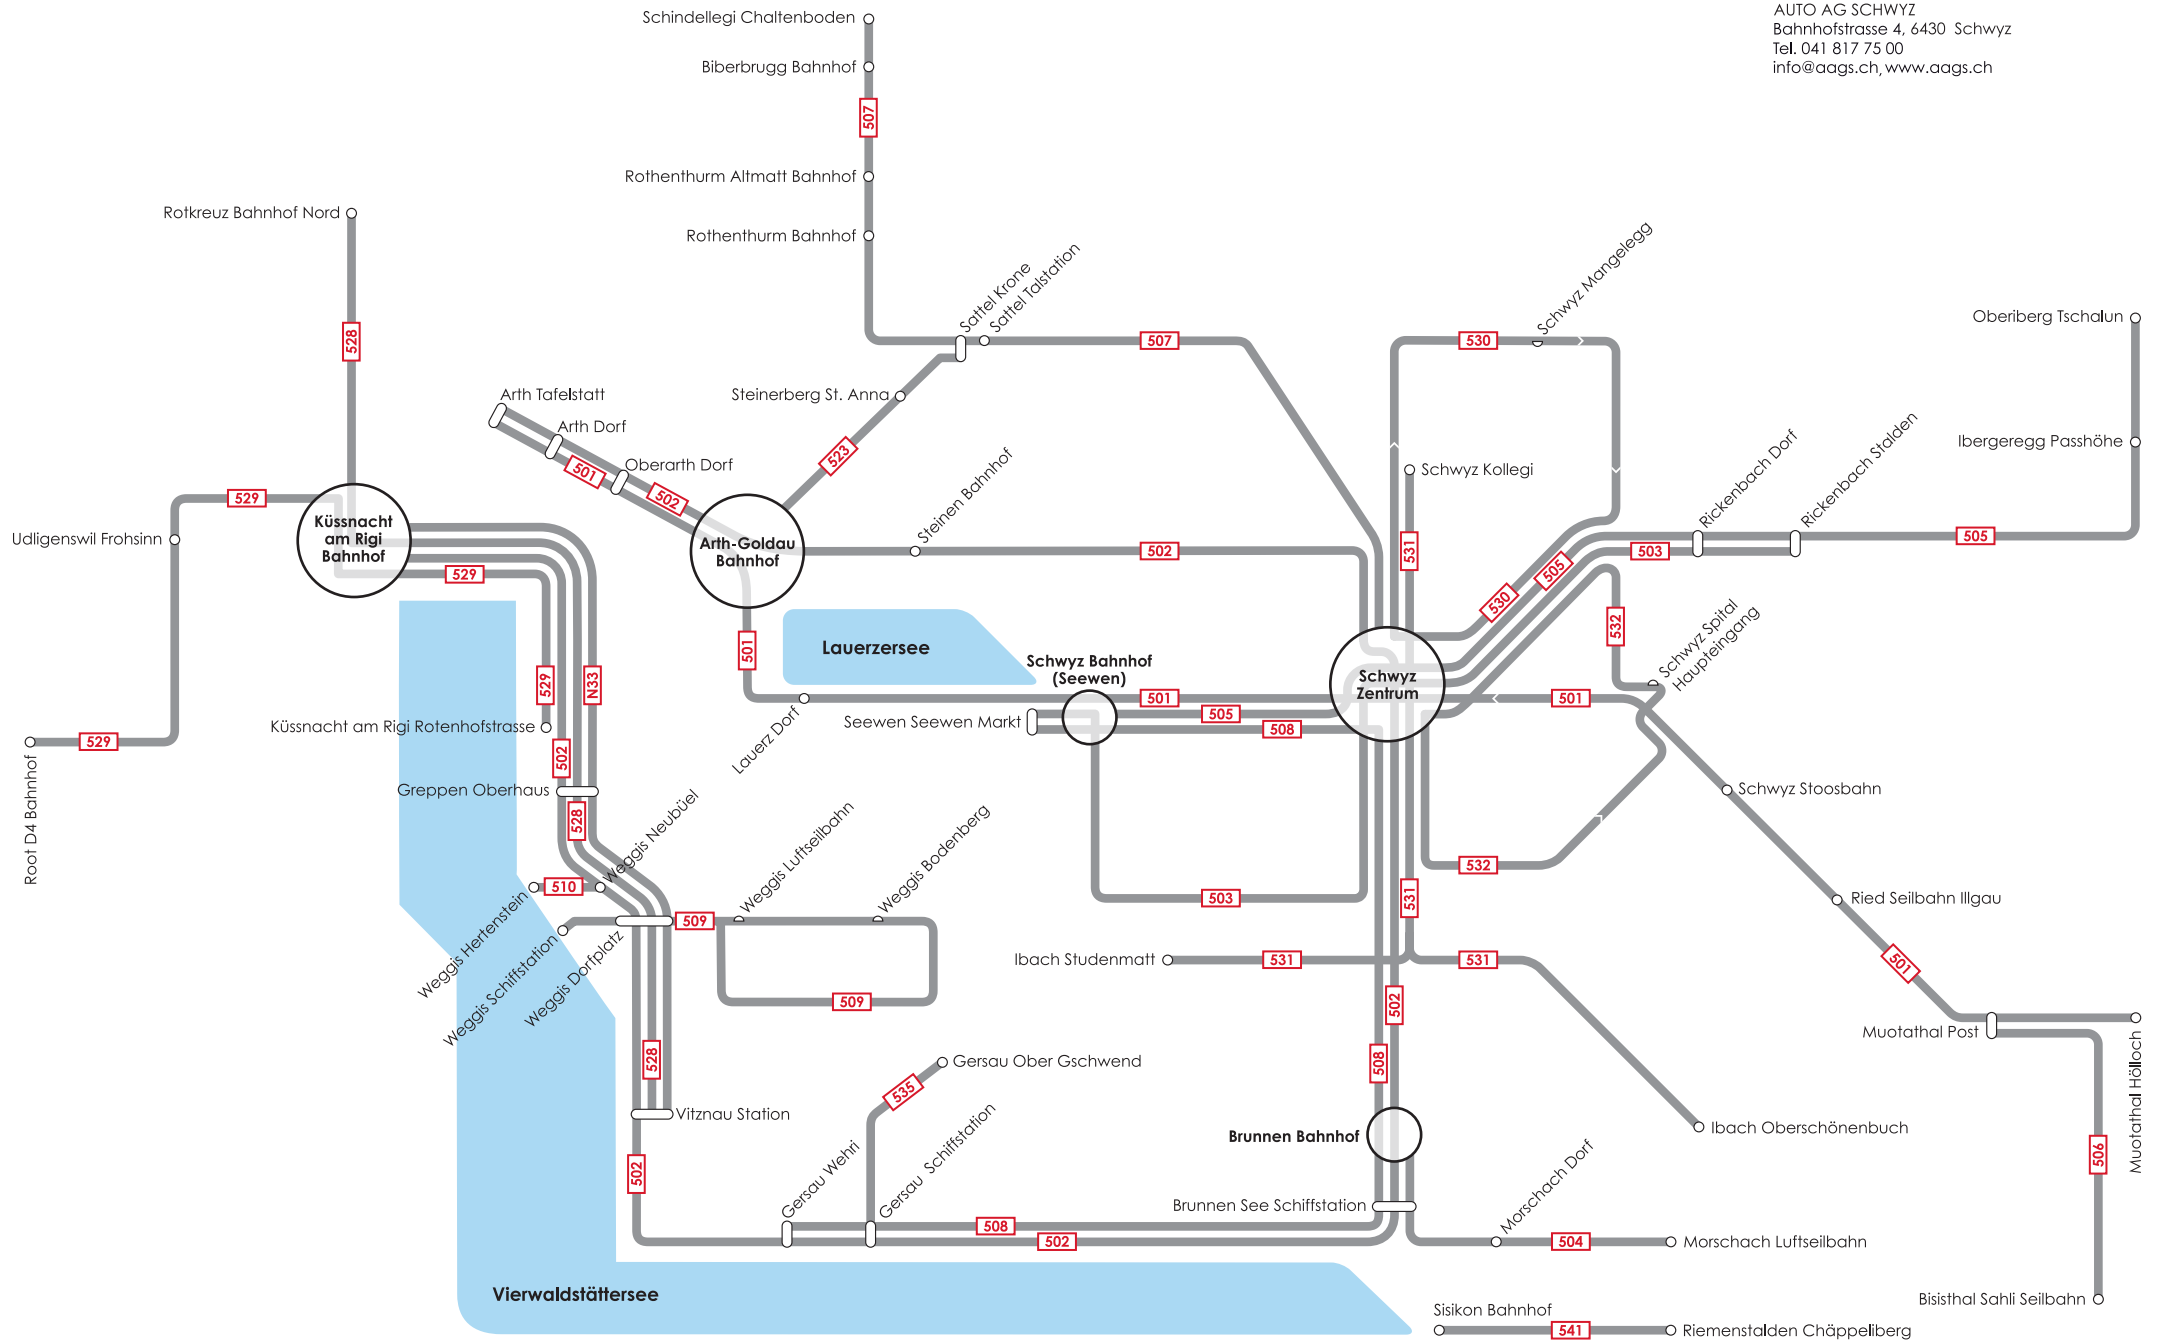 AUTO AG SCHWYZ
Bahnhofstrasse 4, 6430 Schwyz
Tel. 041 817 75 00
info@aags.ch, www.aags.ch
Schindellegi Chaltenboden
Biberbrugg Bahnhof
507
Rothenthurm Altmatt Bahnhof
Rotkreuz Bahnhof Nord
Rothenthurm Bahnhof
Sattel Krone
Sattel Talstation
Schwyz Mangelegg
Oberiberg Tschalun
528
507
530
Arth Tafelstatt
Steinerberg St. Anna
Arth Dorf
Oberarth Dorf
523
501
502
Steinen Bahnhof
Schwyz Kollegi
Rickenbach Dorf
Rickenbach Stalden
Ibergeregg Passhöhe
529
Udligenswil Frohsinn
Küssnacht
am Rigi
Bahnhof
Arth-Goldau
Bahnhof
502
531
503
505
505
529
530
532
501
Lauerzersee
Schwyz Bahnhof
(Seewen)
Schwyz
Zentrum
Schwyz Spital
Haupteingang
529
N33
501
501
505
508
Seewen Seewen Markt
Lauerz Dorf
Küssnacht am Rigi Rotenhofstrasse
529
Root D4 Bahnhof
502
Greppen Oberhaus
528
Schwyz Stoosbahn
Weggis Neubüel
Weggis Luftseilbahn
Weggis Bodenberg
510
532
503
531
Ried Seilbahn Illgau
Weggis Hertenstein
509
Weggis Schiffstation
Weggis Dorfplatz
Ibach Studenmatt
531
531
501
509
502
Muotathal Post
Muotathal Hölloch
528
508
Gersau Ober Gschwend
535
Vitznau Station
Ibach Oberschönenbuch
Brunnen Bahnhof
506
502
Gersau Wehri
Gersau Schiffstation
Brunnen See Schiffstation
Morschach Dorf
508
502
504
Morschach Luftseilbahn
Vierwaldstättersee
Bisisthal Sahli Seilbahn
Sisikon Bahnhof
541
Riemenstalden Chäppeliberg